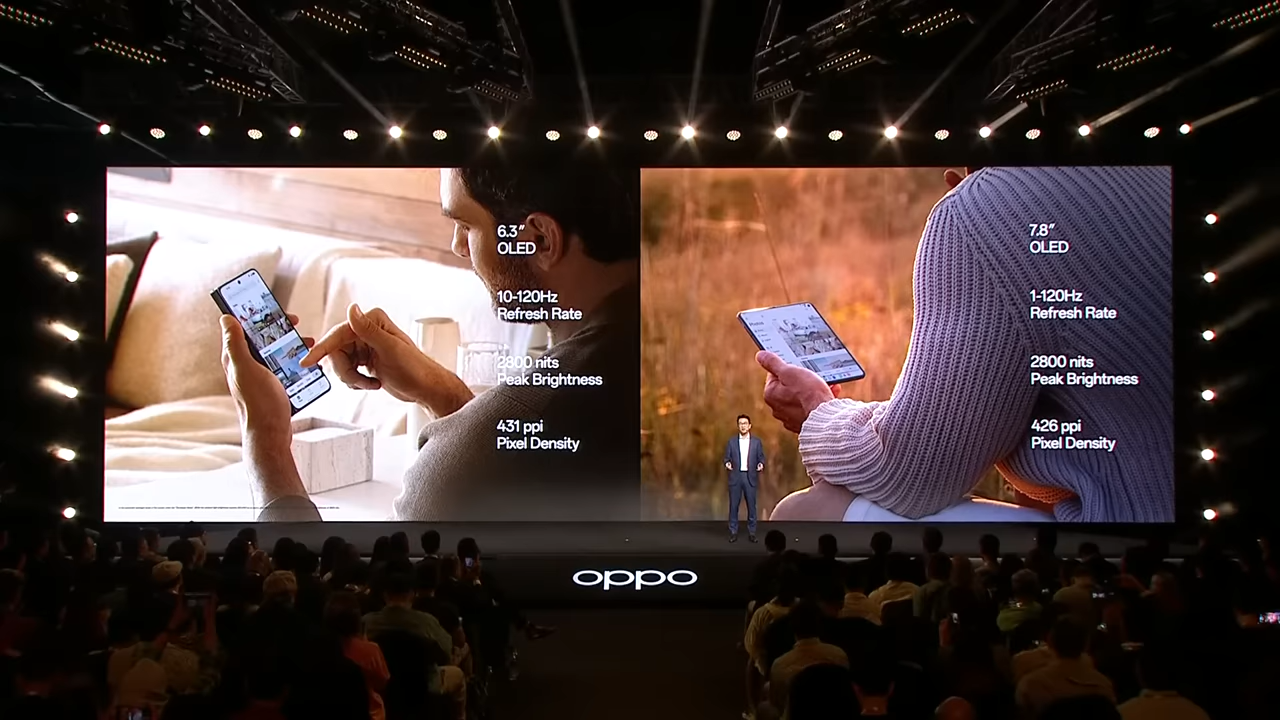 6.3″
OLED
10-120Hz
Refresh Rate
2800 nits
Peak Brightness
431 ppi
Pixel Density
7.8″
OLED
1-120Hz
Refresh Rate
2800 nits
Peak Brightness
426 ppi
Pixel Density
oppo